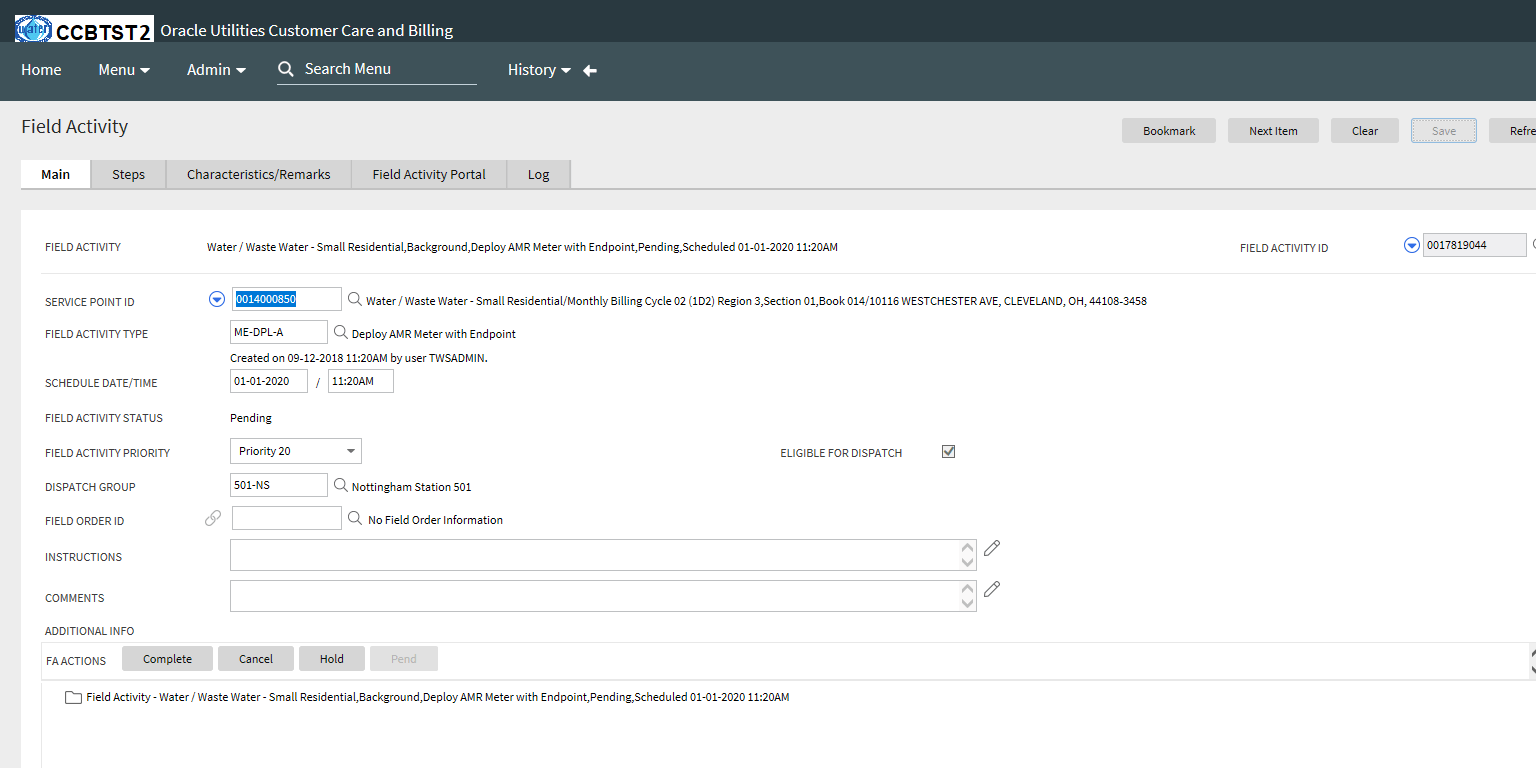 water CCBTST2 Oracle Utilities Customer Care and Billing
Home Menu Admin Search Menu History
Field Activity
Bookmark Next Item Clear Save Refre
Main Steps Characteristics/Remarks Field Activity Portal Log
FIELD ACTIVITY Water / Waste Water - Small Residential,Background,Deploy AMR Meter with Endpoint,Pending,Scheduled 01-01-2020 11:20AM FIELD ACTIVITY ID 0017819044
SERVICE POINT ID 0014000850 Water / Waste Water - Small Residential/Monthly Billing Cycle 02 (1D2) Region 3,Section 01,Book 014/10116 WESTCHESTER AVE, CLEVELAND, OH, 44108-3458
FIELD ACTIVITY TYPE ME-DPL-A Deploy AMR Meter with Endpoint
Created on 09-12-2018 11:20AM by user TWSADMIN.
SCHEDULE DATE/TIME 01-01-2020 / 11:20AM
FIELD ACTIVITY STATUS Pending
FIELD ACTIVITY PRIORITY Priority 20 ELIGIBLE FOR DISPATCH
DISPATCH GROUP 501-NS Nottingham Station 501
FIELD ORDER ID No Field Order Information
INSTRUCTIONS
COMMENTS
ADDITIONAL INFO
FA ACTIONS Complete Cancel Hold Pend
Field Activity - Water / Waste Water - Small Residential,Background,Deploy AMR Meter with Endpoint,Pending,Scheduled 01-01-2020 11:20AM